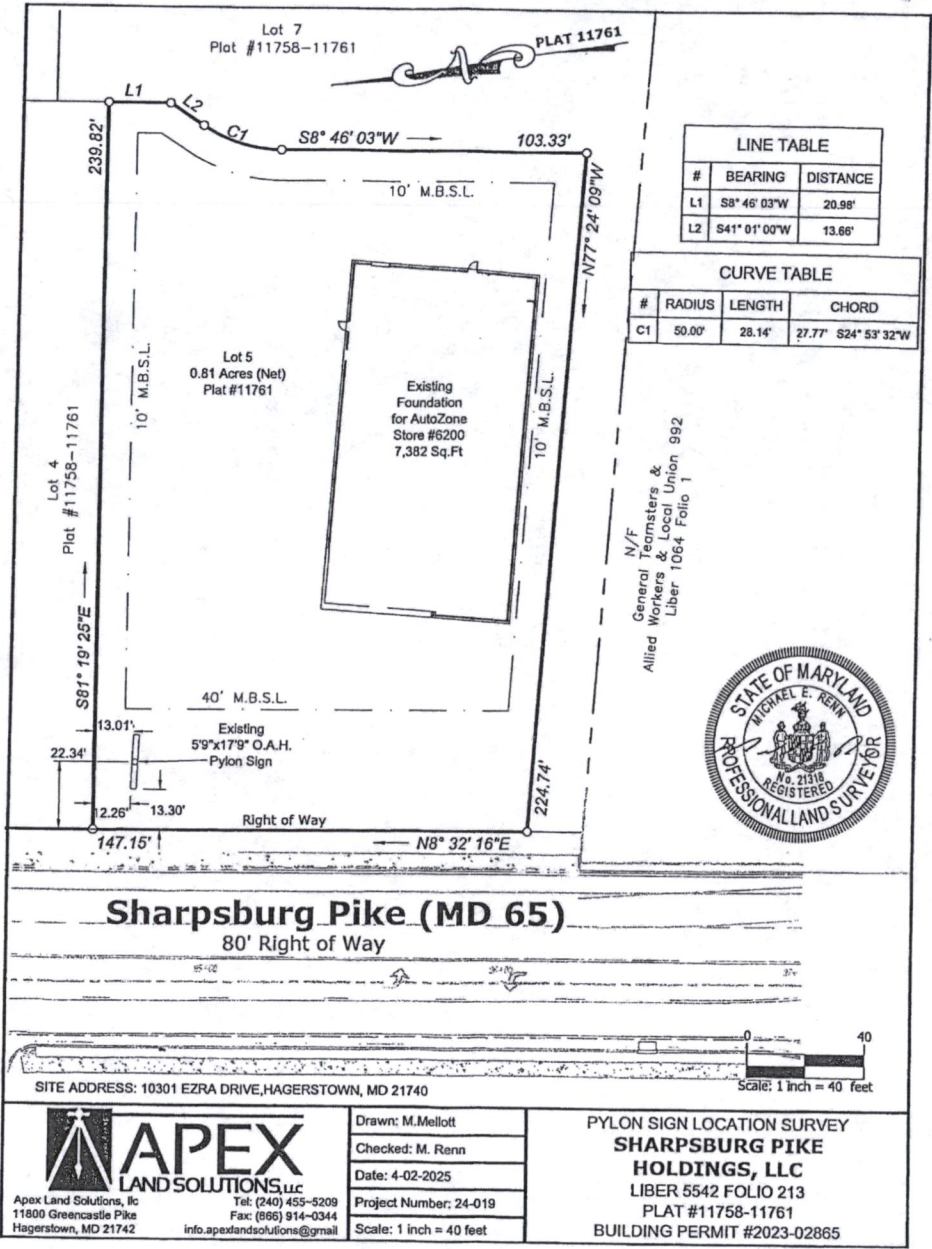 Lot 7
Plat #11758-11761
PLAT 11761
L1
L2
C1
S8° 46' 03"W
103.33'
239.82'
10' M.B.S.L.
N77° 24' 09"W
LINE TABLE
# BEARING DISTANCE
L1 S8° 46' 03"W 20.98'
L2 S41° 01' 00"W 13.66'
CURVE TABLE
# RADIUS LENGTH CHORD
C1 50.00' 28.14' 27.77' S24° 53' 32"W
10' M.B.S.L.
Lot 5
0.81 Acres (Net)
Plat #11761
Existing
Foundation
for AutoZone
Store #6200
7,382 Sq.Ft
10' M.B.S.L.
Lot 4
Plat #11758-11761
N/F
General Teamsters &
Allied Workers & Local Union 992
Liber 1064 Folio 1
S81° 19' 25"E
40' M.B.S.L.
13.01'
Existing
5'9"x17'9" O.A.H.
Pylon Sign
22.34'
12.26'
13.30'
224.74'
Right of Way
147.15'
N8° 32' 16"E
STATE OF MARYLAND
MICHAEL E. RENN
No. 21318
REGISTERED
PROFESSIONAL LAND SURVEYOR
Sharpsburg Pike (MD 65)
80' Right of Way
0 40
Scale: 1 inch = 40 feet
SITE ADDRESS: 10301 EZRA DRIVE,HAGERSTOWN, MD 21740
APEX
LAND SOLUTIONS,LLC
Apex Land Solutions, llc
11800 Greencastle Pike
Hagerstown, MD 21742
Tel: (240) 455-5209
Fax: (866) 914-0344
info.apexlandsolutions@gmail
Drawn: M.Mellott
Checked: M. Renn
Date: 4-02-2025
Project Number: 24-019
Scale: 1 inch = 40 feet
PYLON SIGN LOCATION SURVEY
SHARPSBURG PIKE
HOLDINGS, LLC
LIBER 5542 FOLIO 213
PLAT #11758-11761
BUILDING PERMIT #2023-02865